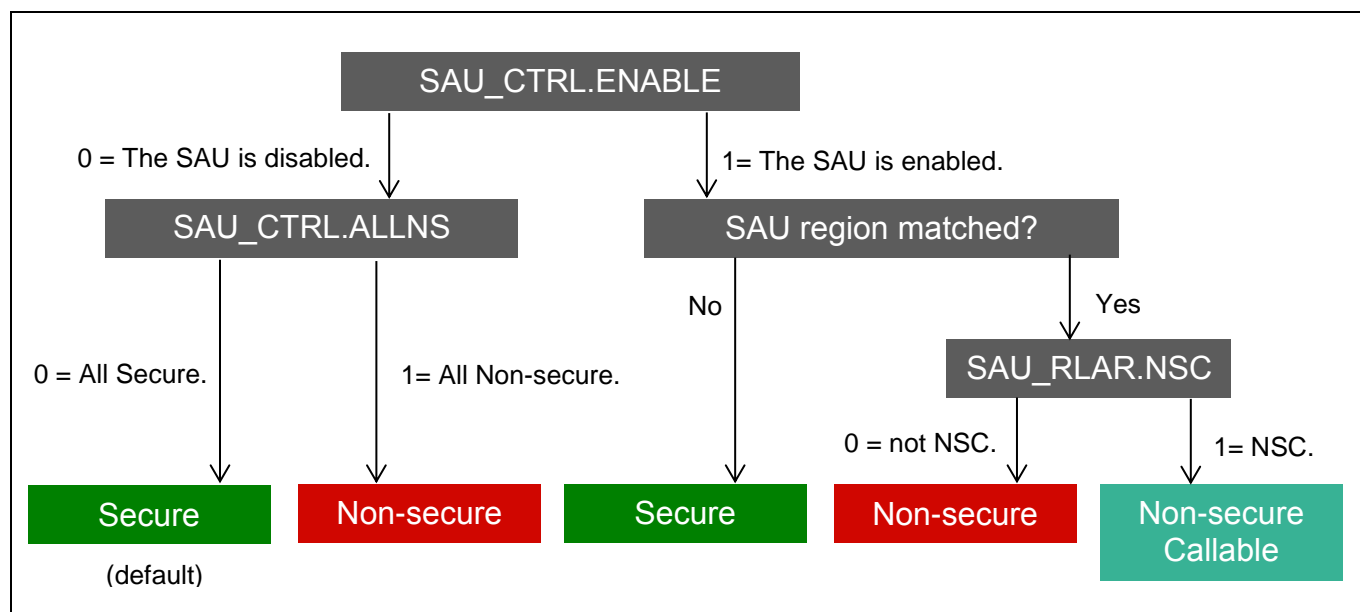 SAU_CTRL.ENABLE
0 = The SAU is disabled.
1= The SAU is enabled.
SAU_CTRL.ALLNS
SAU region matched?
No
Yes
0 = All Secure.
1= All Non-secure.
SAU_RLAR.NSC
0 = not NSC.
1= NSC.
Secure
Non-secure
Secure
Non-secure
Non-secure
Callable
(default)